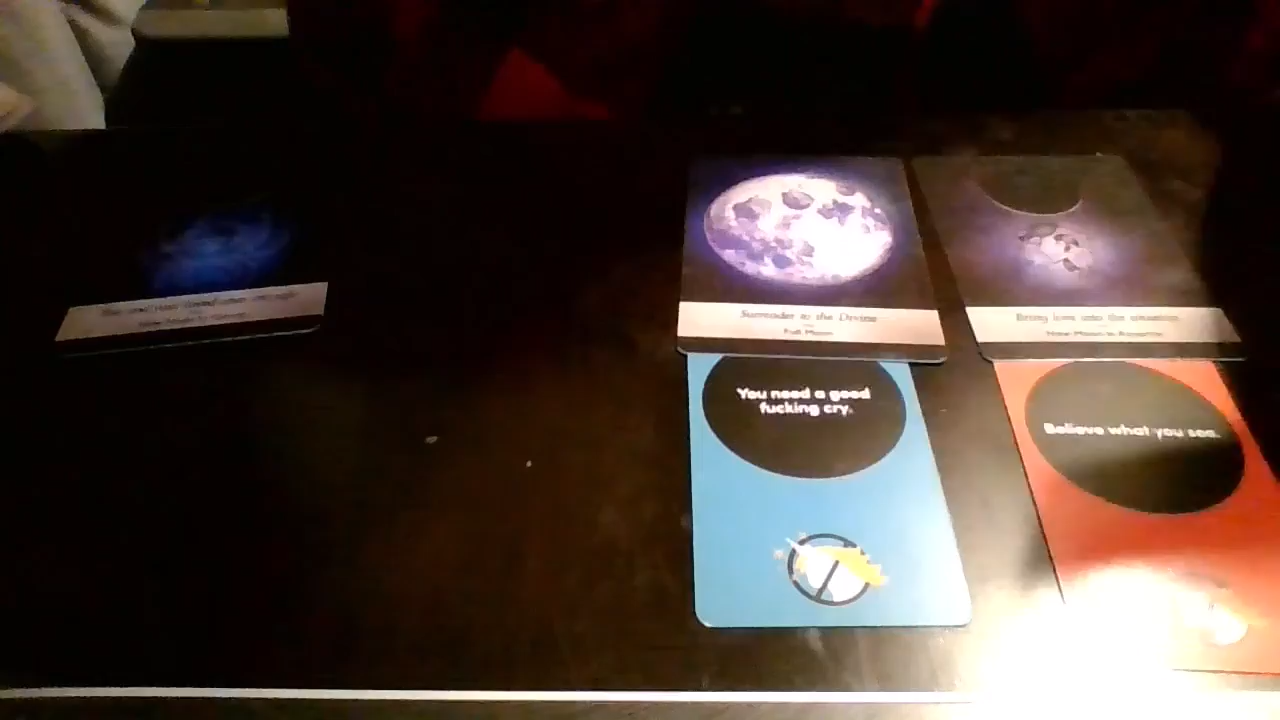 Surrender to the Divine
Full Moon
Bring love into the situation
New Moon in Aquarius
You need a good
fucking cry.
Believe what you see.